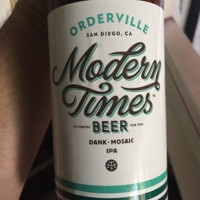 ORDERVILLE
SAN DIEGO, CA
Modern
Times
BEER
DANK · MOSAIC
IPA